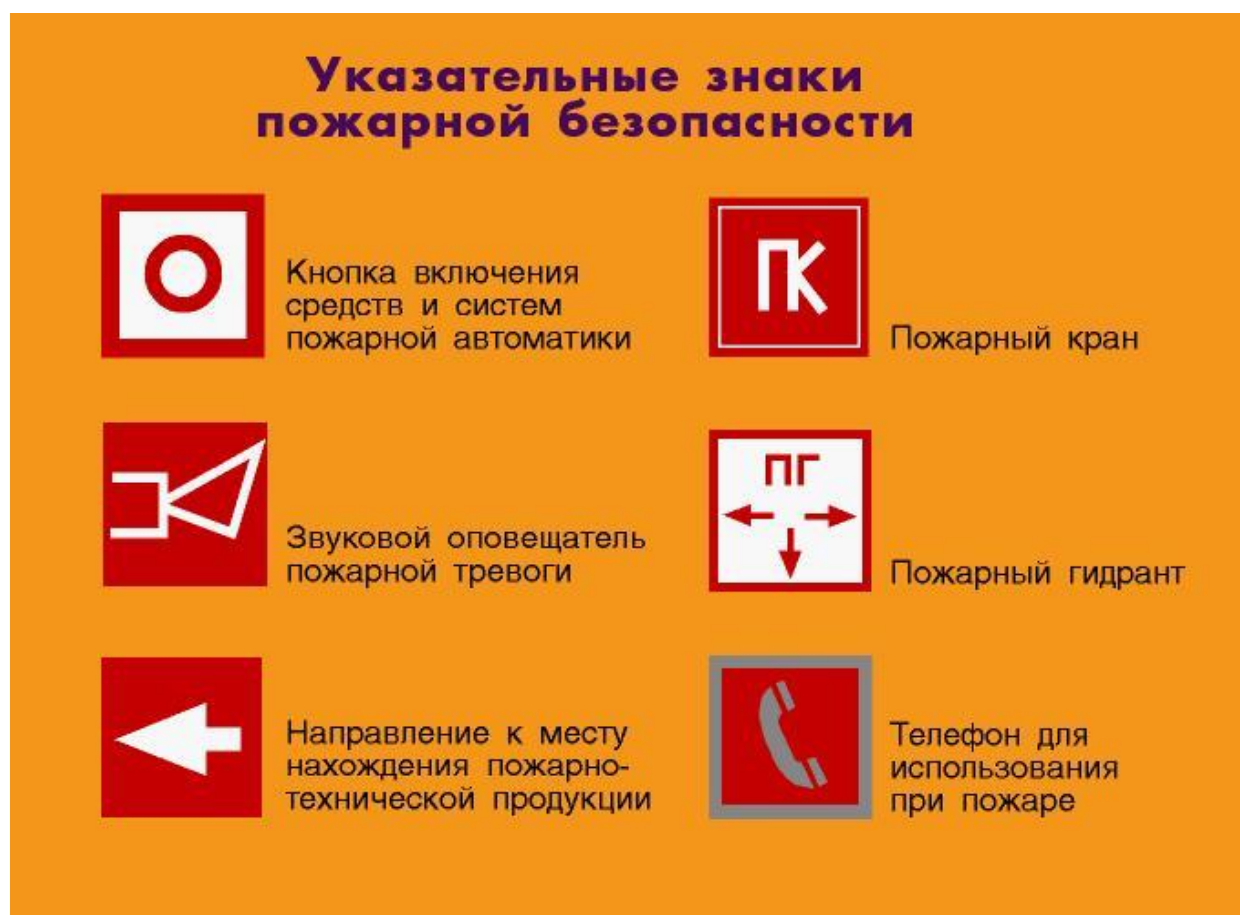 Указательные знаки
пожарной безопасности
Кнопка включения
средств и систем
пожарной автоматики
ПК
Пожарный кран
Звуковой оповещатель
пожарной тревоги
ПГ
Пожарный гидрант
Направление к месту
нахождения пожарно-
технической продукции
Телефон для
использования
при пожаре